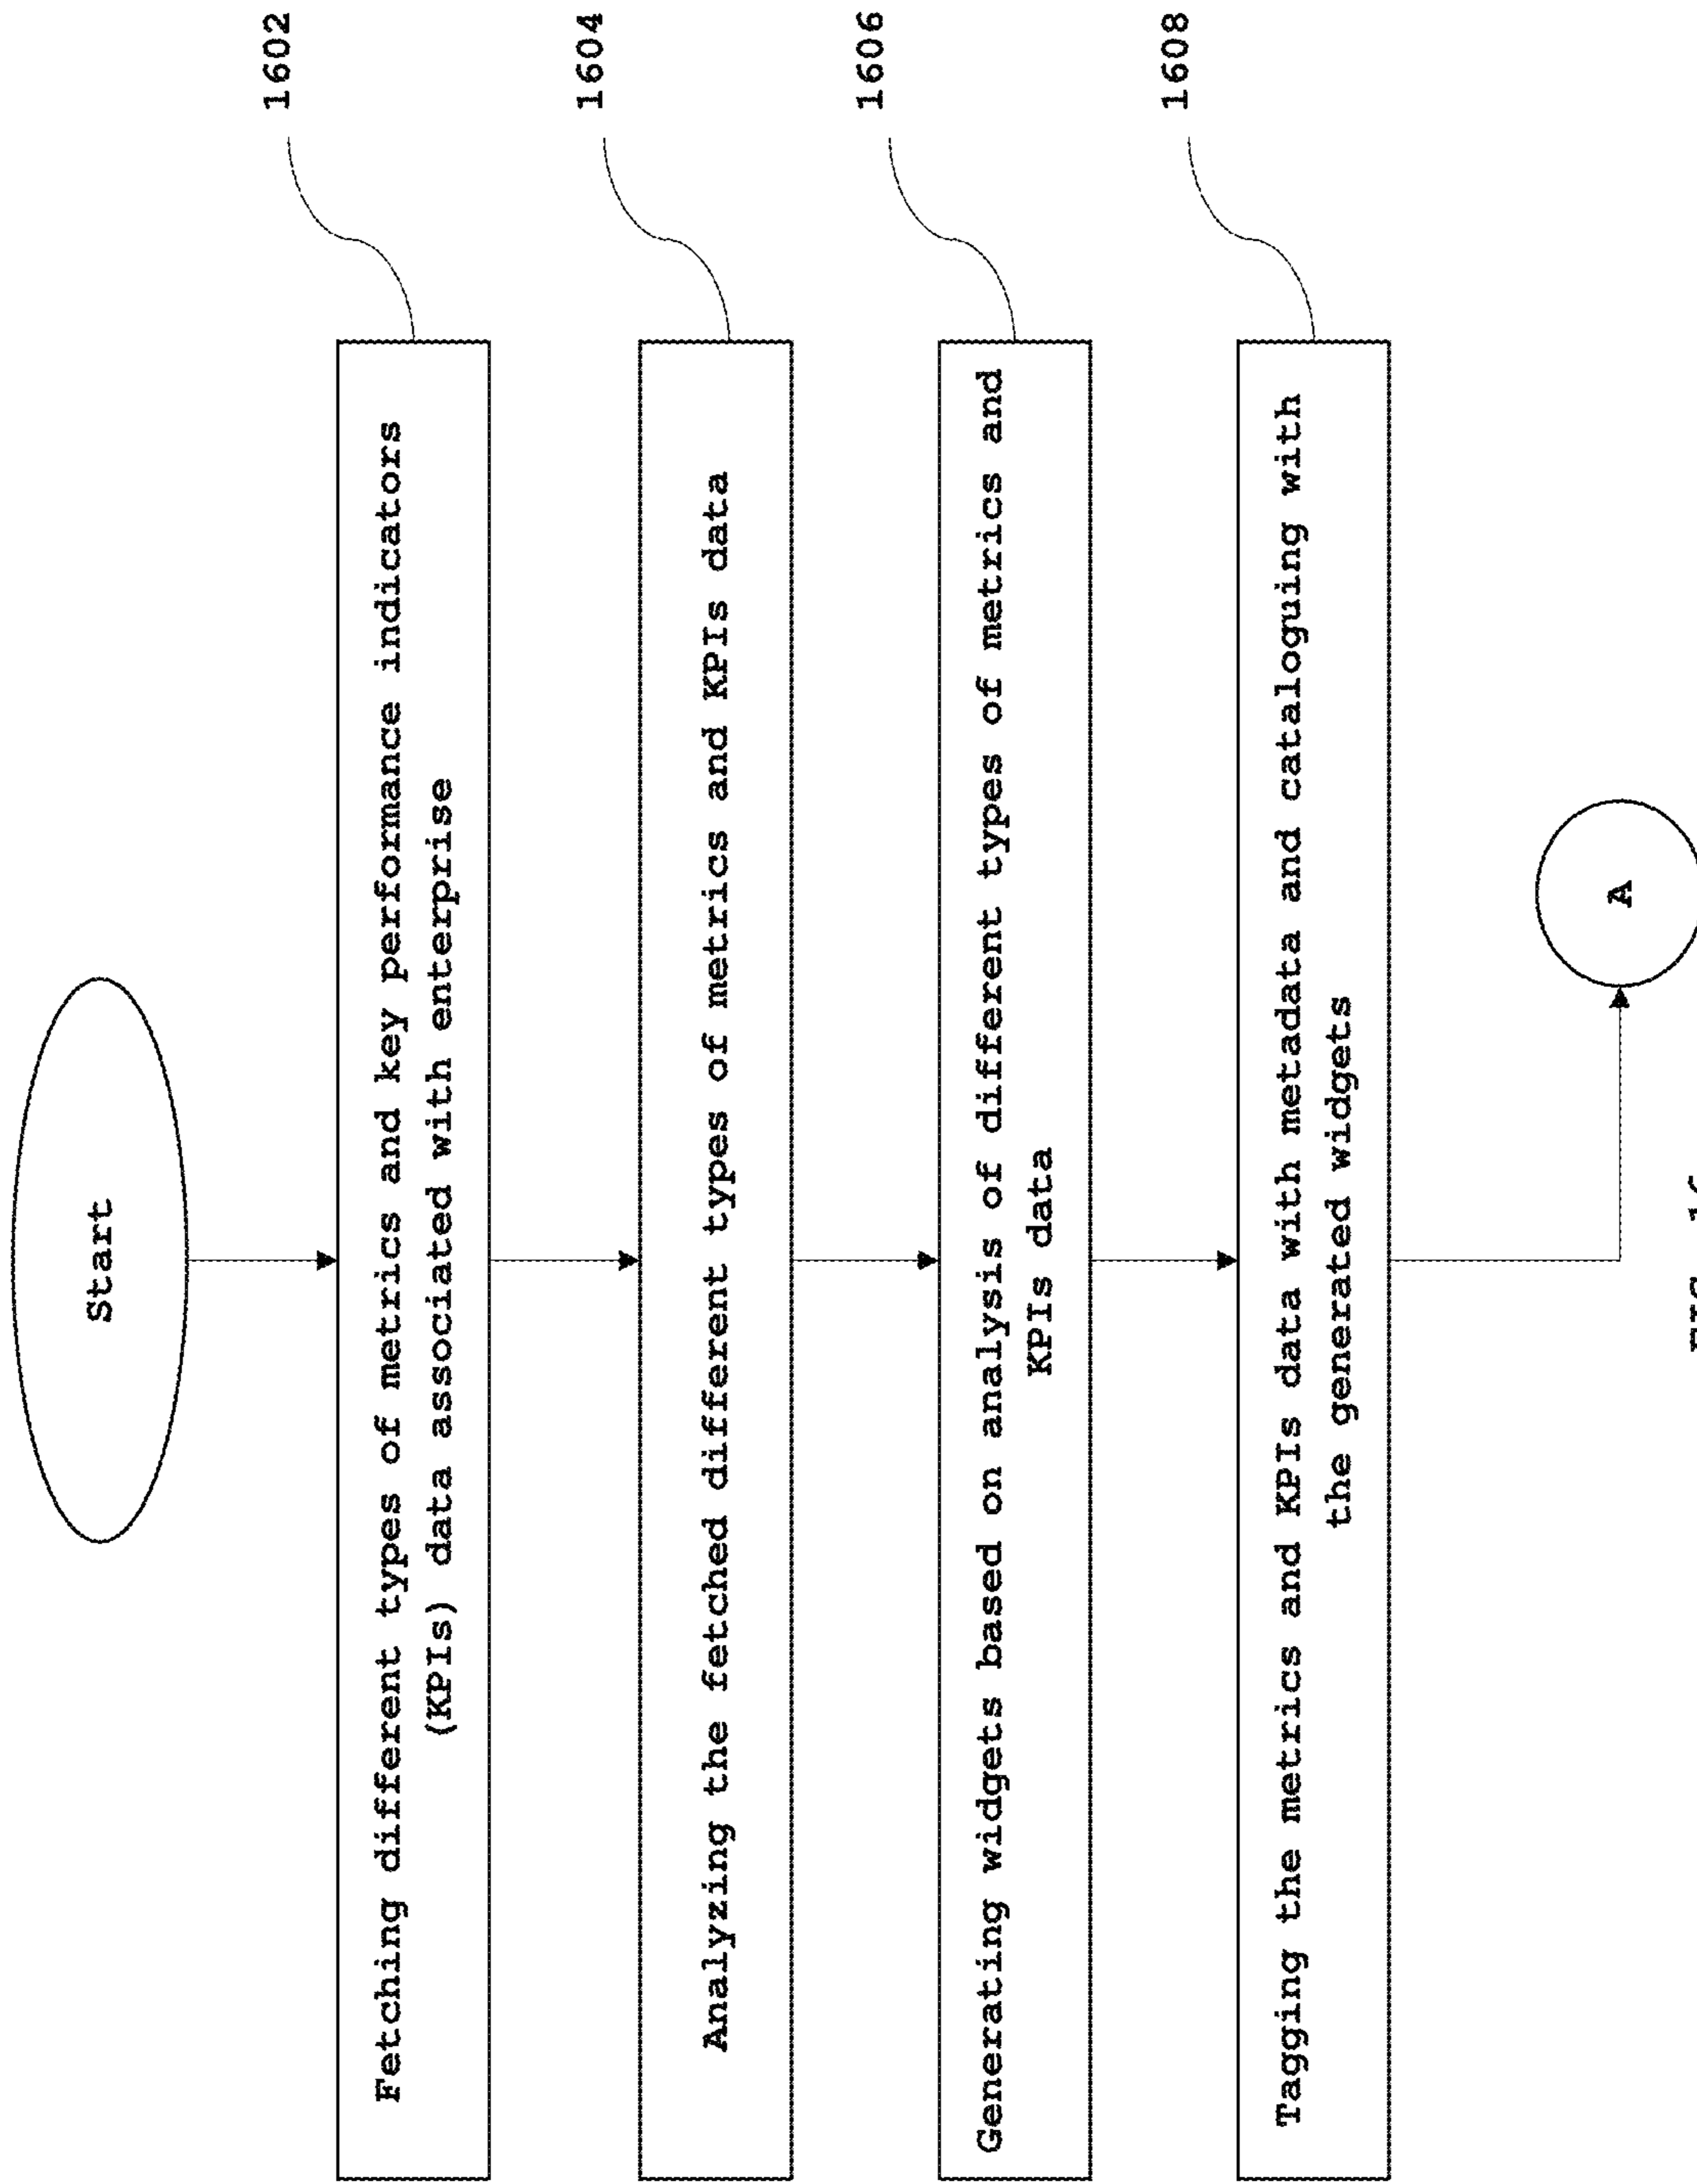 Start
1602
Fetching different types of metrics and key performance indicators
(KPIs) data associated with enterprise
1604
Analyzing the fetched different types of metrics and KPIs data
1606
Generating widgets based on analysis of different types of metrics and
KPIs data
1608
Tagging the metrics and KPIs data with metadata and cataloguing with
the generated widgets
A